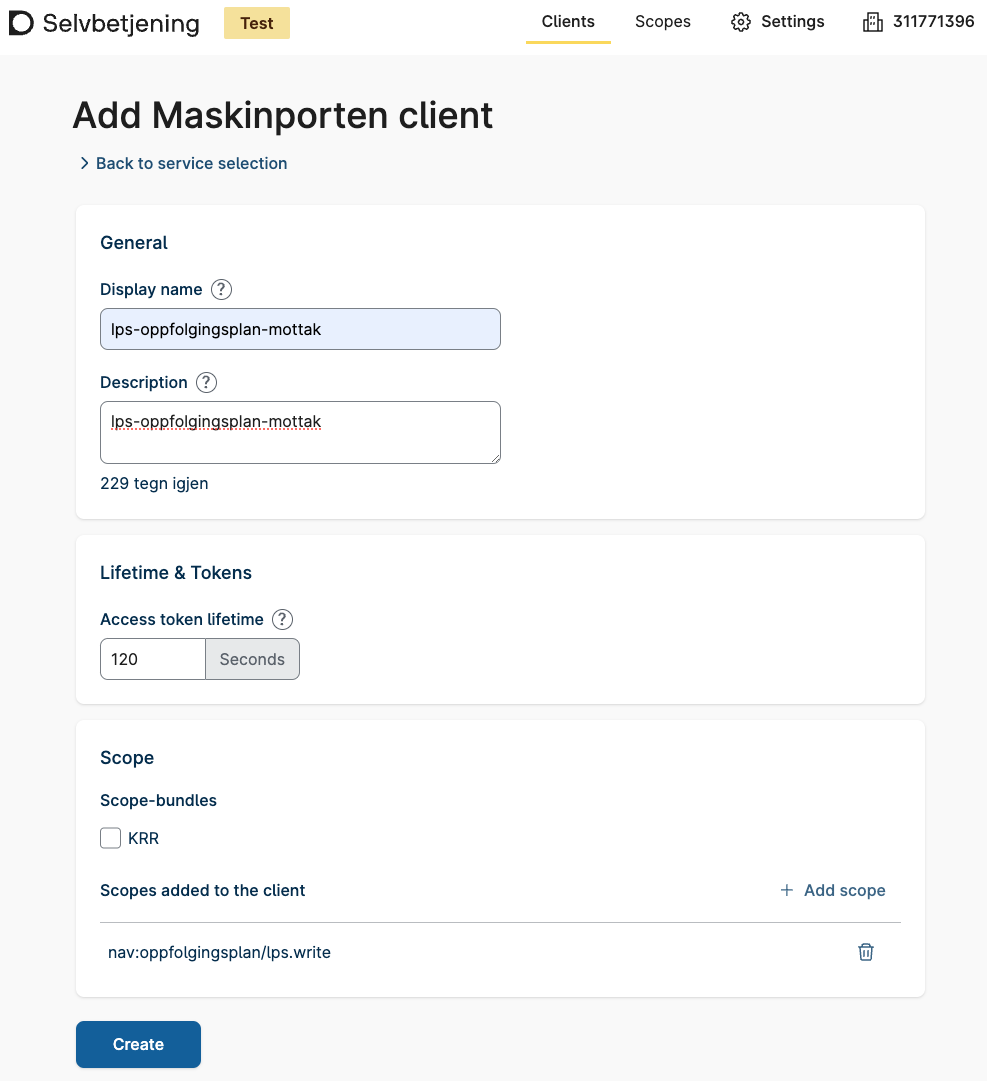 Selvbetjening Test Clients Scopes Settings 311771396
Add Maskinporten client
Back to service selection
General
Display name ?
lps-oppfolgingsplan-mottak
Description ?
lps-oppfolgingsplan-mottak
229 tegn igjen
Lifetime & Tokens
Access token lifetime ?
120 Seconds
Scope
Scope-bundles
KRR
Scopes added to the client + Add scope
nav:oppfolgingsplan/lps.write
Create